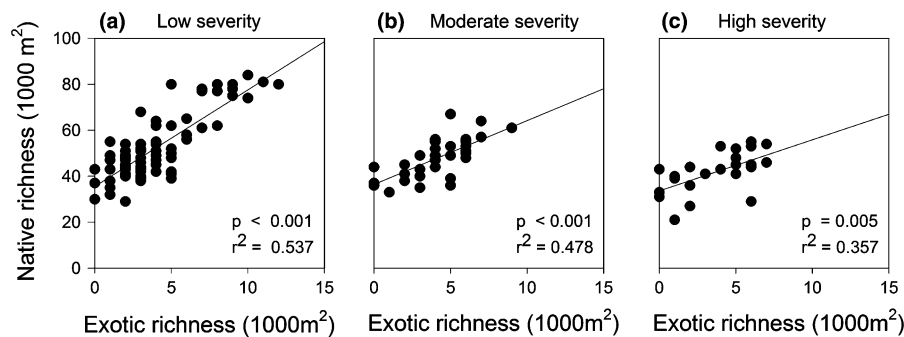 (a) Low severity
(b) Moderate severity
(c) High severity
Native richness (1000 m²)
100
80
60
40
20
0
p < 0.001
r² = 0.537
p < 0.001
r² = 0.478
p = 0.005
r² = 0.357
0 5 10 15
0 5 10 15
0 5 10 15
Exotic richness (1000m²)
Exotic richness (1000m²)
Exotic richness (1000m²)